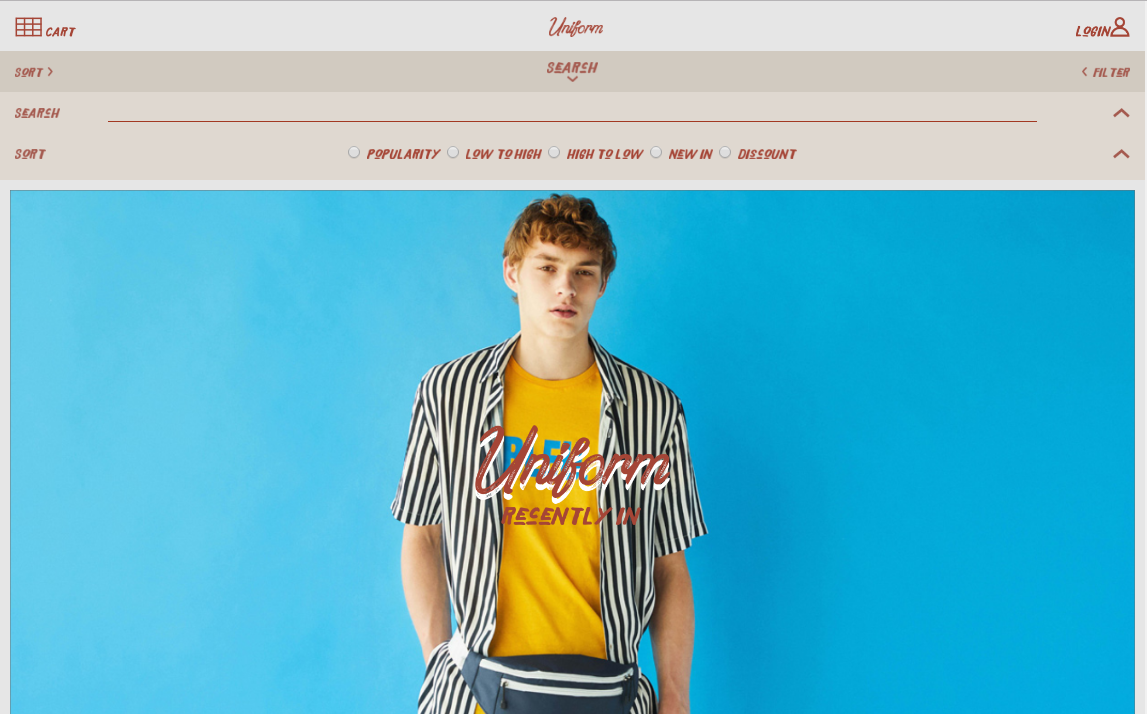 CART
Uniform
LOGIN
SORT
SEARCH
FILTER
SEARCH
SORT
POPULARITY LOW TO HIGH HIGH TO LOW NEW IN DISCOUNT
Uniform
RECENTLY IN